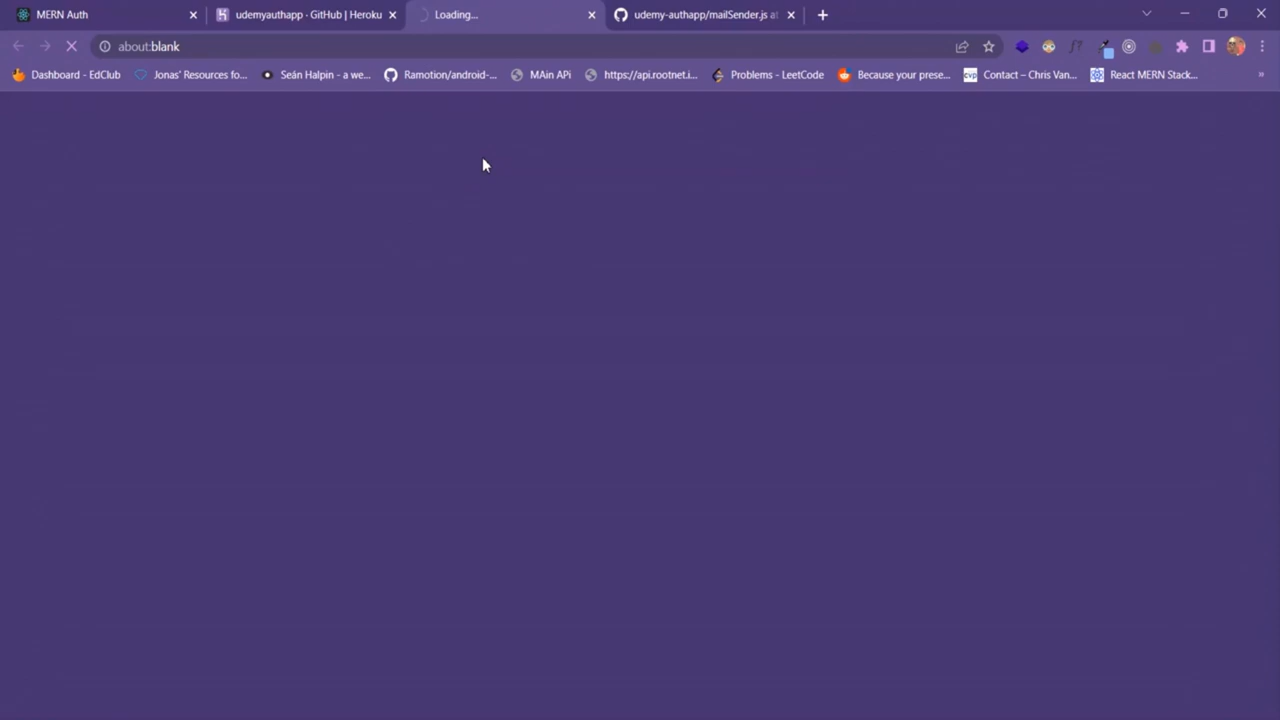 MERN Auth
udemyauthapp · GitHub | Heroku
Loading...
udemy-authapp/mailSender.js at
about:blank
Dashboard - EdClub
Jonas' Resources fo...
Seán Halpin - a we...
Ramotion/android-...
MAin APi
https://api.rootnet.i...
Problems - LeetCode
Because your prese...
cvp
Contact – Chris Van...
React MERN Stack...